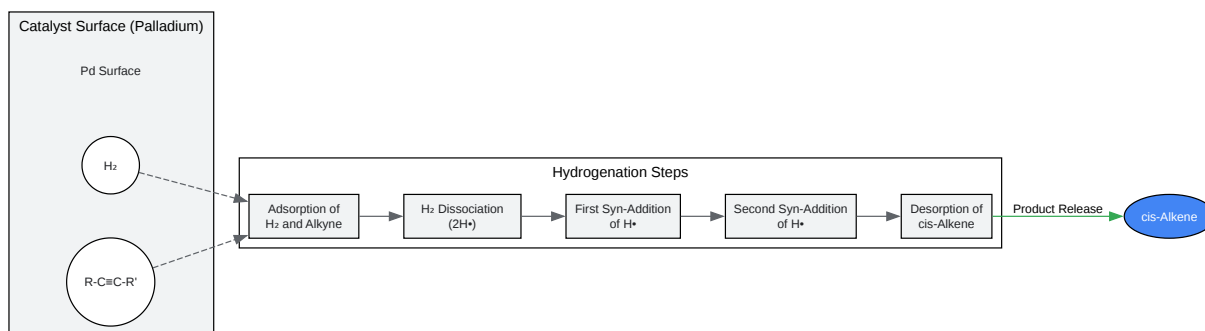 Catalyst Surface (Palladium)
Pd Surface
H₂
R-C≡C-R'
Hydrogenation Steps
Adsorption of
H₂ and Alkyne
H₂ Dissociation
(2H•)
First Syn-Addition
of H•
Second Syn-Addition
of H•
Desorption of
cis-Alkene
Product Release
cis-Alkene